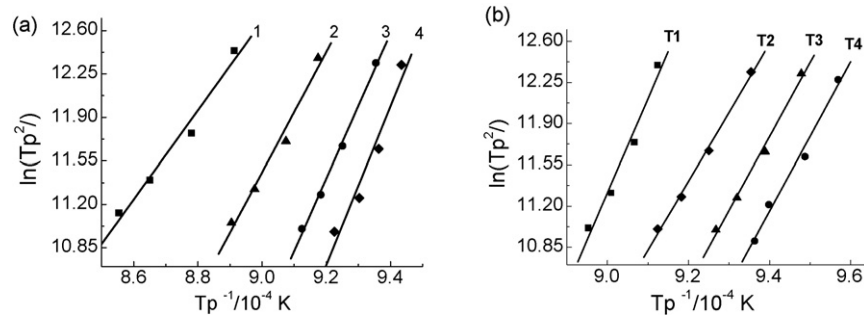 (a)
1 2 3 4
12.60
12.25
11.90
11.55
11.20
10.85
ln(Tp²/)
8.6 8.8 9.0 9.2 9.4
Tp ⁻¹/10⁻⁴ K
(b)
T1 T2 T3 T4
12.60
12.25
11.90
11.55
11.20
10.85
ln(Tp²/)
9.0 9.2 9.4 9.6
Tp ⁻¹/10⁻⁴ K